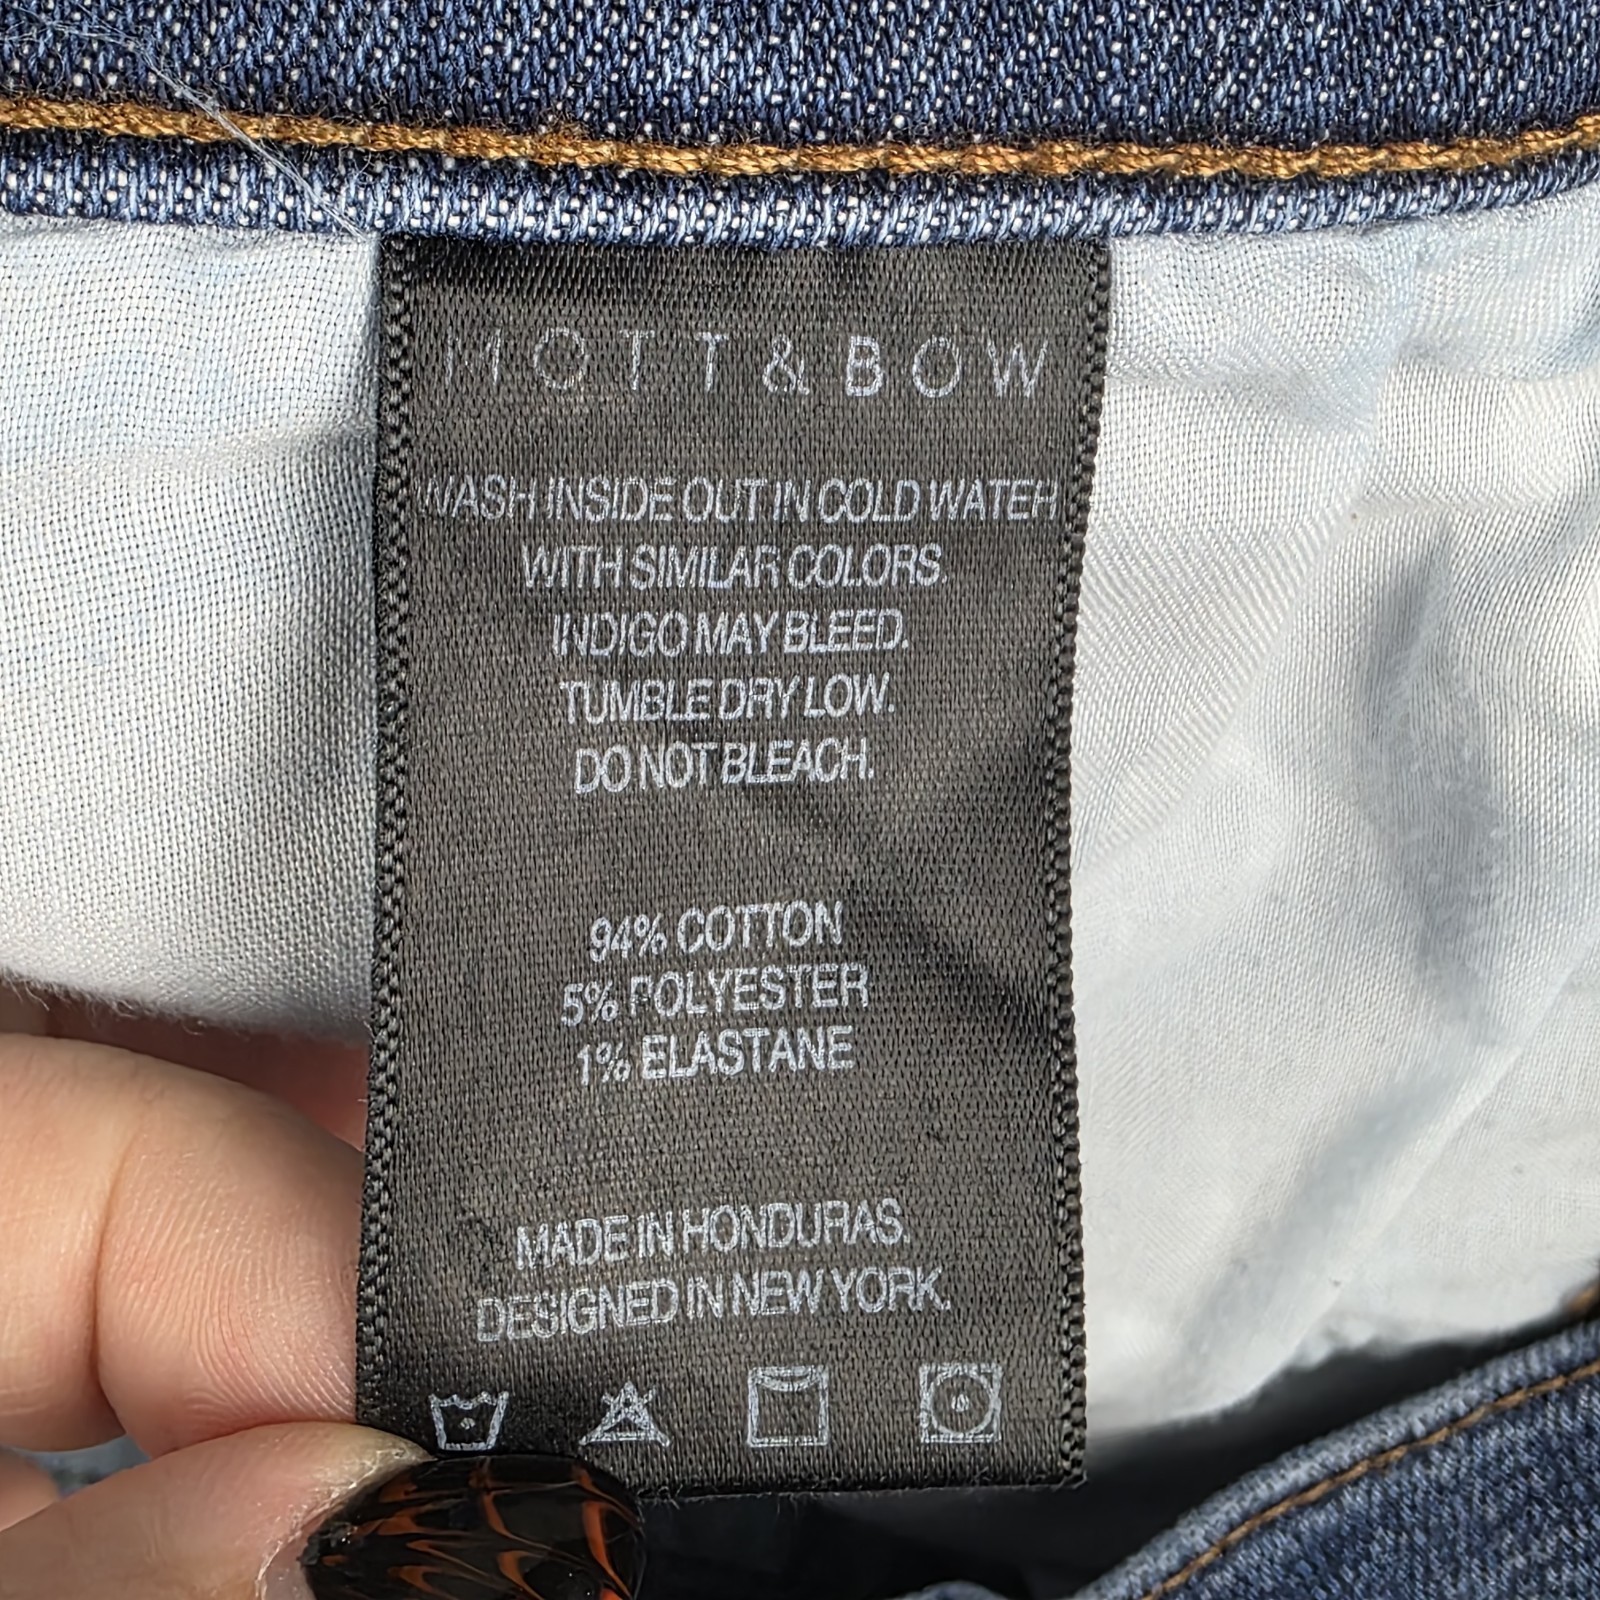 MOTT & BOW
WASH INSIDE OUT IN COLD WATER
WITH SIMILAR COLORS.
INDIGO MAY BLEED.
TUMBLE DRY LOW.
DO NOT BLEACH.
94% COTTON
5% POLYESTER
1% ELASTANE
MADE IN HONDURAS.
DESIGNED IN NEW YORK.